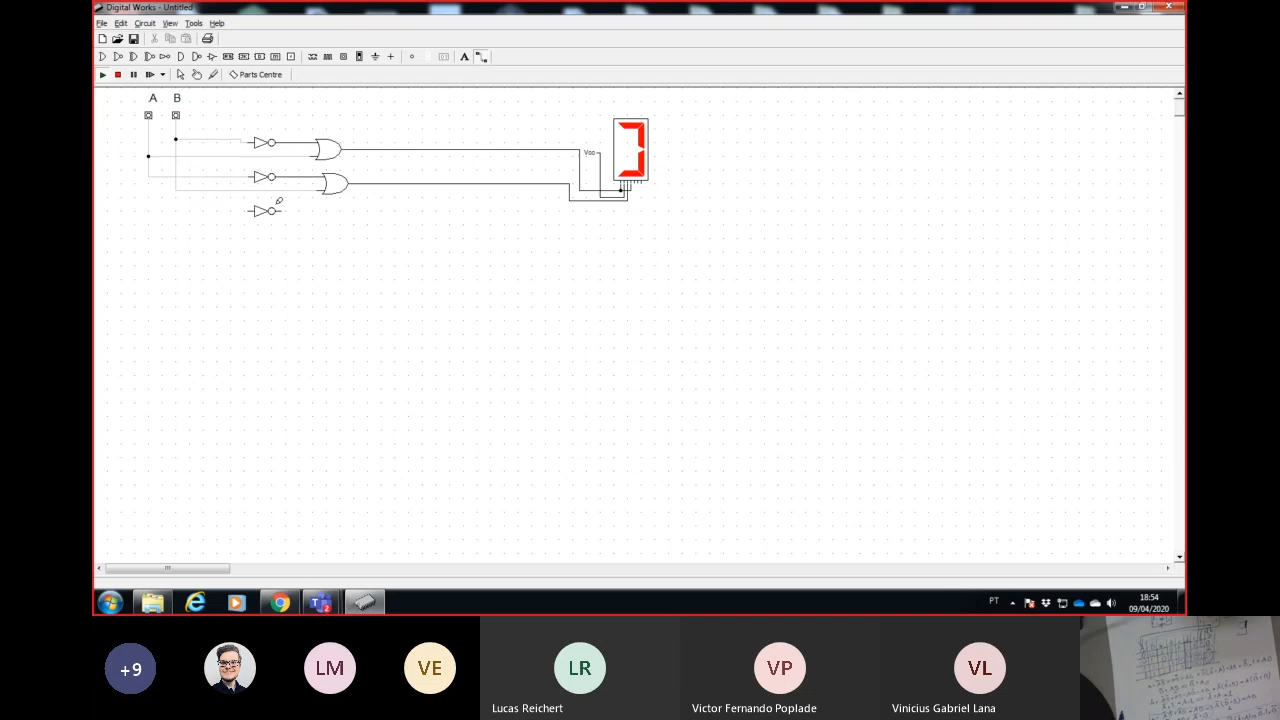 Digital Works - Untitled
File Edit Circuit View Tools Help
A
Parts Centre
A B
Vcc
PT
18:54
09/04/2020
2
+9
LM
VE
LR
VP
VL
Lucas Reichert
Victor Fernando Poplade
Vinicius Gabriel Lana